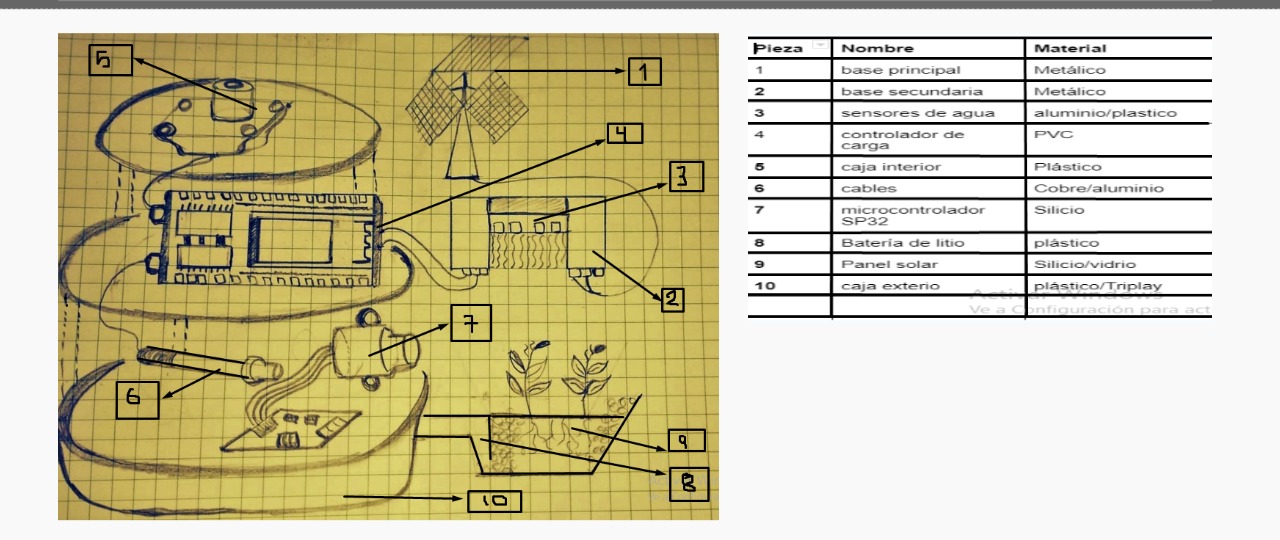 5
1
4
3
2
7
6
9
8
10
Pieza Nombre Material
1 base principal Metálico
2 base secundaria Metálico
3 sensores de agua aluminio/plastico
4 controlador de PVC
carga
5 caja interior Plástico
6 cables Cobre/aluminio
7 microcontrolador Silicio
SP32
8 Batería de litio plástico
9 Panel solar Silicio/vidrio
10 caja exterio plástico/Triplay
Activar Windows
Ve a Configuración para act